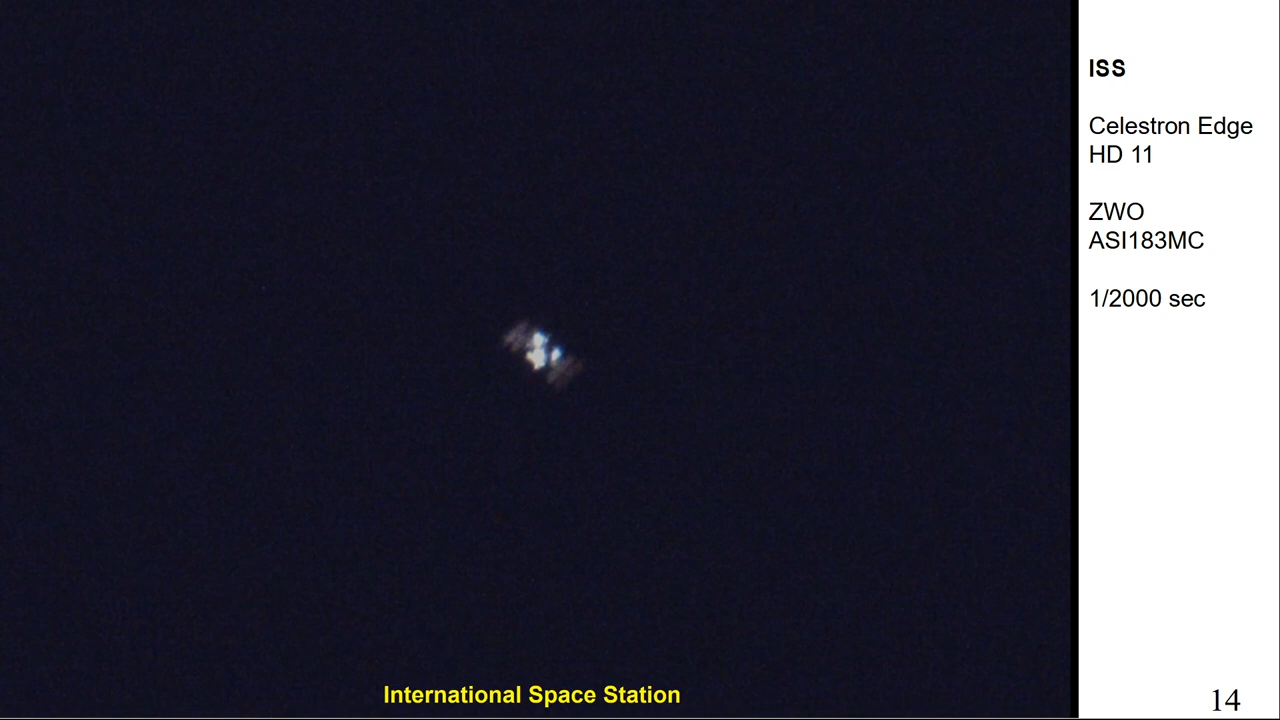 ISS
Celestron Edge
HD 11
ZWO
ASI183MC
1/2000 sec
International Space Station
14